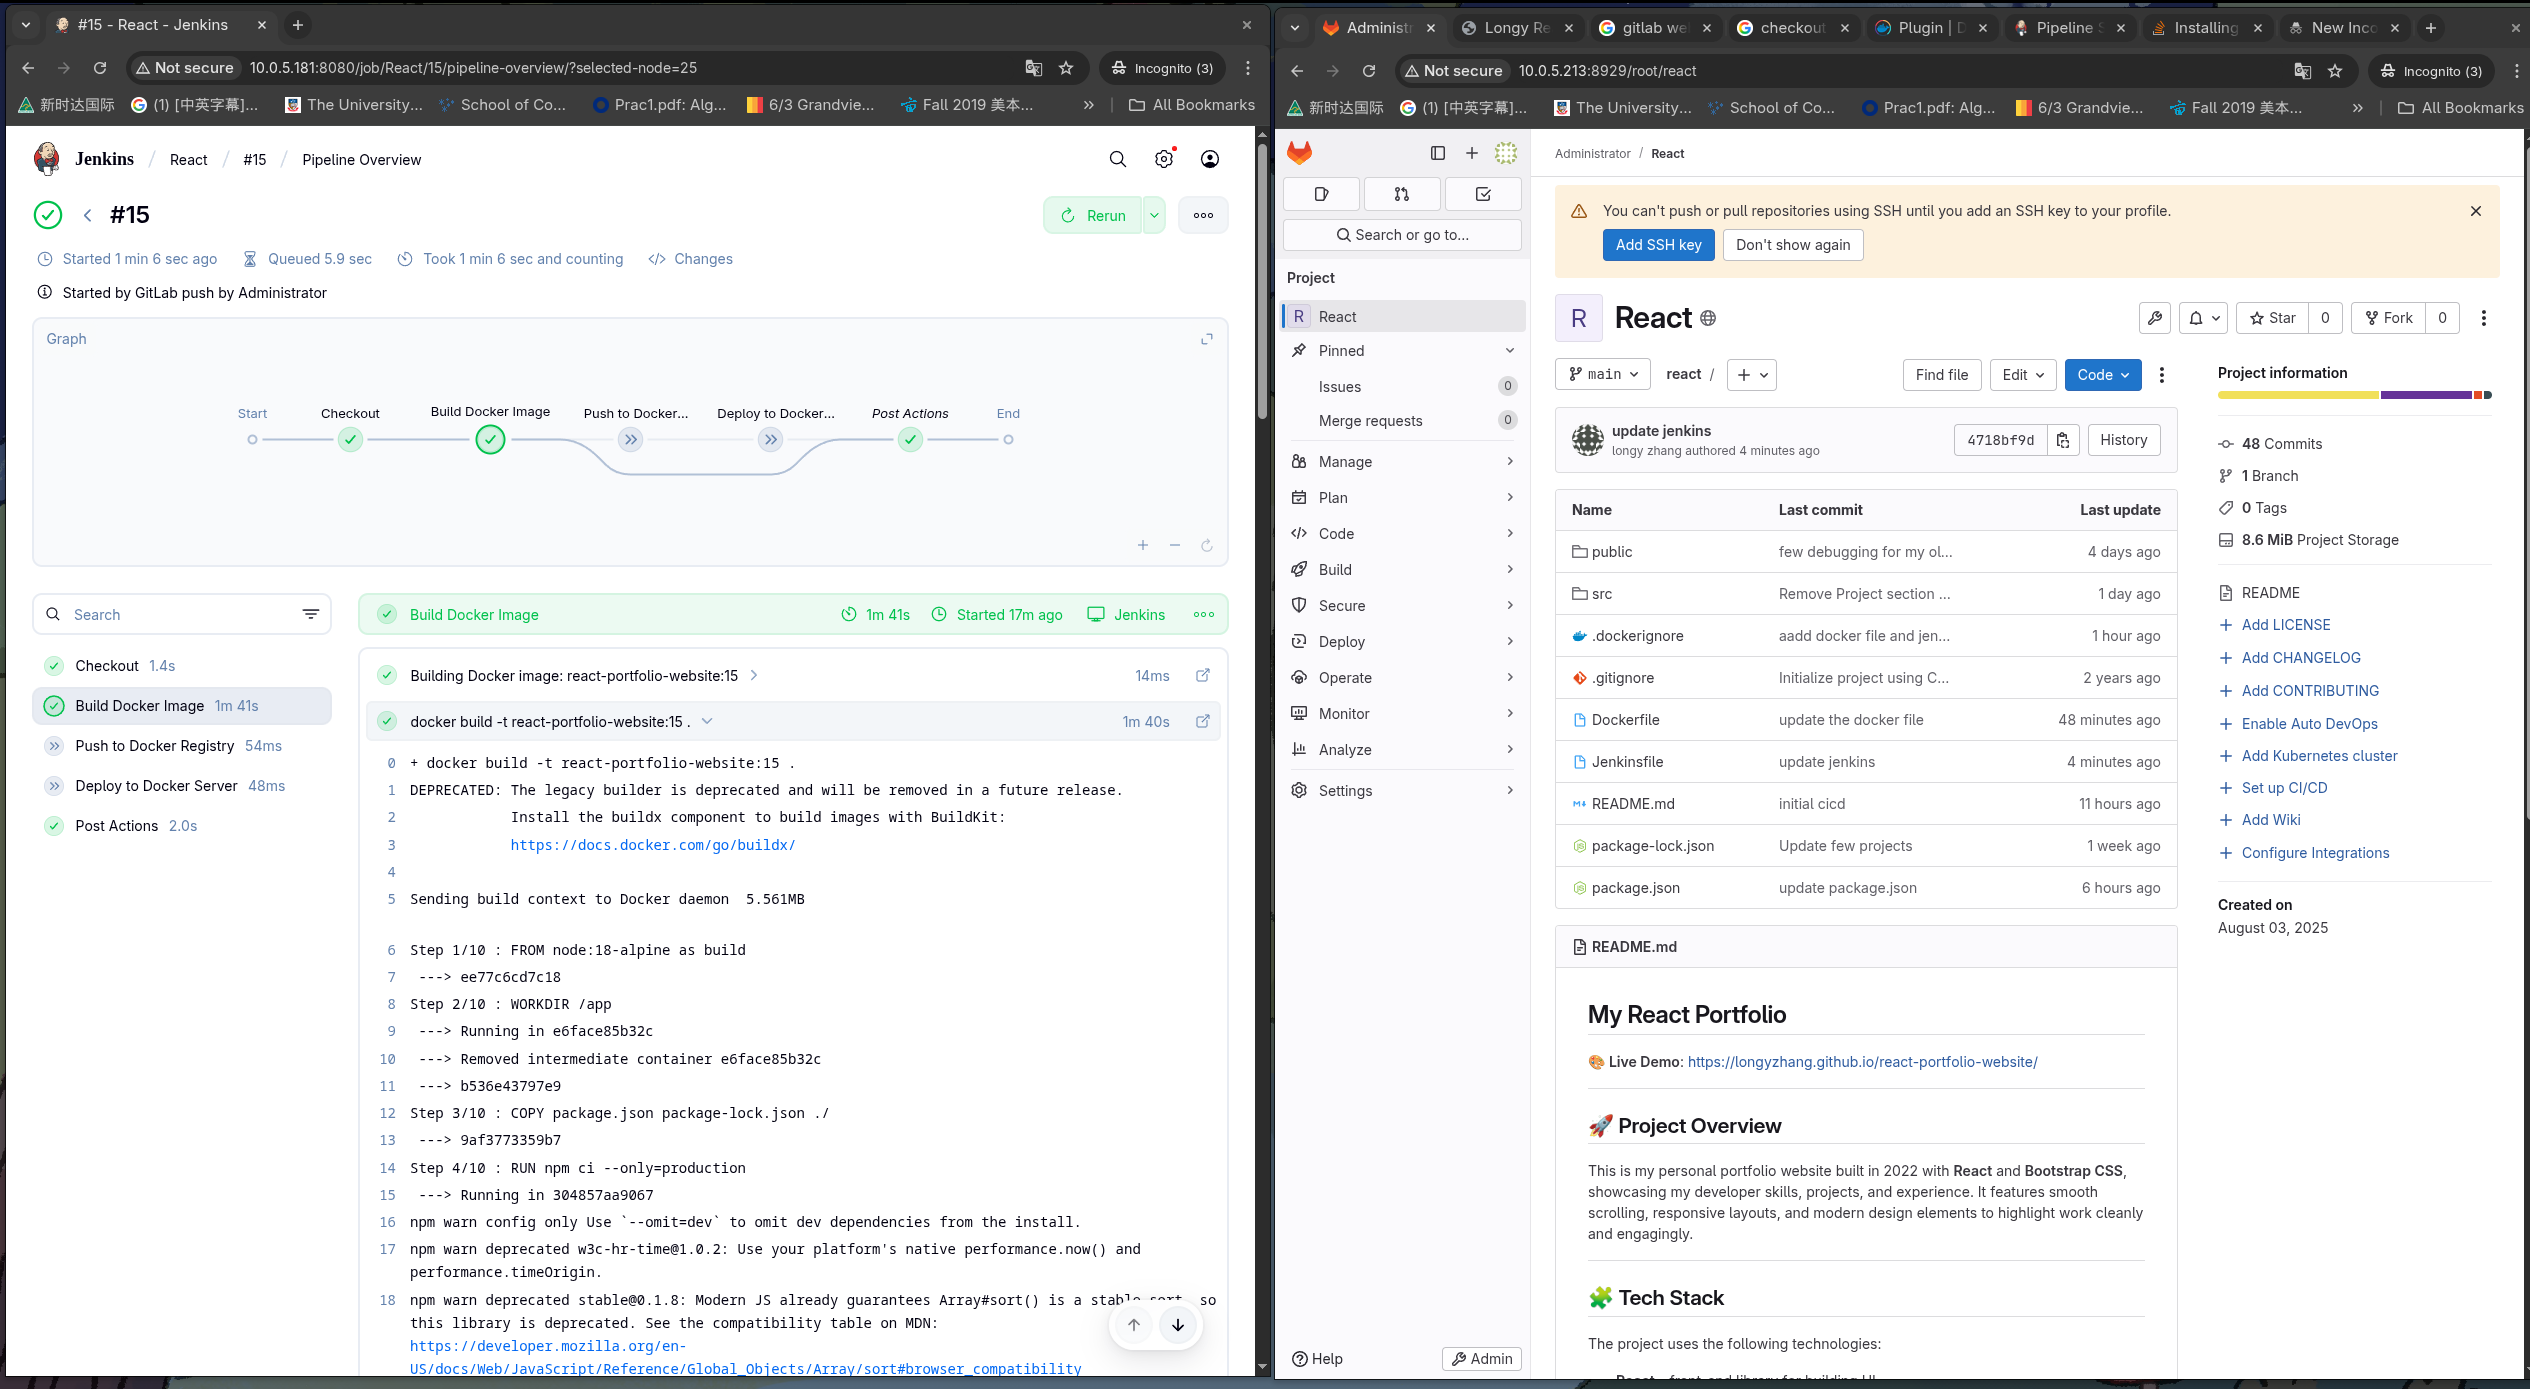 #15 - React - Jenkins
Not secure 10.0.5.181:8080/job/React/15/pipeline-overview/?selected-node=25
Incognito (3)
新时达国际
(1) [中英字幕]...
The University...
School of Co...
Prac1.pdf: Alg...
6/3 Grandvie...
Fall 2019 美本...
All Bookmarks
Jenkins / React / #15 / Pipeline Overview
#15
Rerun
Started 1 min 6 sec ago
Queued 5.9 sec
Took 1 min 6 sec and counting
Changes
Started by GitLab push by Administrator
Graph
Start
Checkout
Build Docker Image
Push to Docker...
Deploy to Docker...
Post Actions
End
Search
Checkout 1.4s
Build Docker Image 1m 41s
Push to Docker Registry 54ms
Deploy to Docker Server 48ms
Post Actions 2.0s
Build Docker Image
1m 41s
Started 17m ago
Jenkins
Building Docker image: react-portfolio-website:15
14ms
docker build -t react-portfolio-website:15 .
1m 40s
0 + docker build -t react-portfolio-website:15 .
1 DEPRECATED: The legacy builder is deprecated and will be removed in a future release.
2 Install the buildx component to build images with BuildKit:
3 https://docs.docker.com/go/buildx/
4
5 Sending build context to Docker daemon 5.561MB
6 Step 1/10 : FROM node:18-alpine as build
7 ---> ee77c6cd7c18
8 Step 2/10 : WORKDIR /app
9 ---> Running in e6face85b32c
10 ---> Removed intermediate container e6face85b32c
11 ---> b536e43797e9
12 Step 3/10 : COPY package.json package-lock.json ./
13 ---> 9af3773359b7
14 Step 4/10 : RUN npm ci --only=production
15 ---> Running in 304857aa9067
16 npm warn config only Use `--omit=dev` to omit dev dependencies from the install.
17 npm warn deprecated w3c-hr-time@1.0.2: Use your platform's native performance.now() and
performance.timeOrigin.
18 npm warn deprecated stable@0.1.8: Modern JS already guarantees Array#sort() is a stable sort, so
this library is deprecated. See the compatibility table on MDN:
https://developer.mozilla.org/en-
US/docs/Web/JavaScript/Reference/Global_Objects/Array/sort#browser_compatibility
Administr
Longy Re
gitlab we
checkout
Plugin | D
Pipeline S
Installing
New Inco
Not secure 10.0.5.213:8929/root/react
Incognito (3)
新时达国际
(1) [中英字幕]...
The University...
School of Co...
Prac1.pdf: Alg...
6/3 Grandvie...
Fall 2019 美本...
All Bookmarks
Search or go to...
Project
R React
Pinned
Issues 0
Merge requests 0
Manage
Plan
Code
Build
Secure
Deploy
Operate
Monitor
Analyze
Settings
Help
Admin
Administrator / React
You can't push or pull repositories using SSH until you add an SSH key to your profile.
Add SSH key
Don't show again
R React
Star 0
Fork 0
main
react /
Find file
Edit
Code
update jenkins
longy zhang authored 4 minutes ago
4718bf9d
History
Name Last commit Last update
public few debugging for my ol... 4 days ago
src Remove Project section ... 1 day ago
.dockerignore aadd docker file and jen... 1 hour ago
.gitignore Initialize project using C... 2 years ago
Dockerfile update the docker file 48 minutes ago
Jenkinsfile update jenkins 4 minutes ago
README.md initial cicd 11 hours ago
package-lock.json Update few projects 1 week ago
package.json update package.json 6 hours ago
README.md
My React Portfolio
🎨 Live Demo: https://longyzhang.github.io/react-portfolio-website/
🚀 Project Overview
This is my personal portfolio website built in 2022 with React and Bootstrap CSS,
showcasing my developer skills, projects, and experience. It features smooth
scrolling, responsive layouts, and modern design elements to highlight work cleanly
and engagingly.
🧩 Tech Stack
The project uses the following technologies:
Project information
48 Commits
1 Branch
0 Tags
8.6 MiB Project Storage
README
Add LICENSE
Add CHANGELOG
Add CONTRIBUTING
Enable Auto DevOps
Add Kubernetes cluster
Set up CI/CD
Add Wiki
Configure Integrations
Created on
August 03, 2025